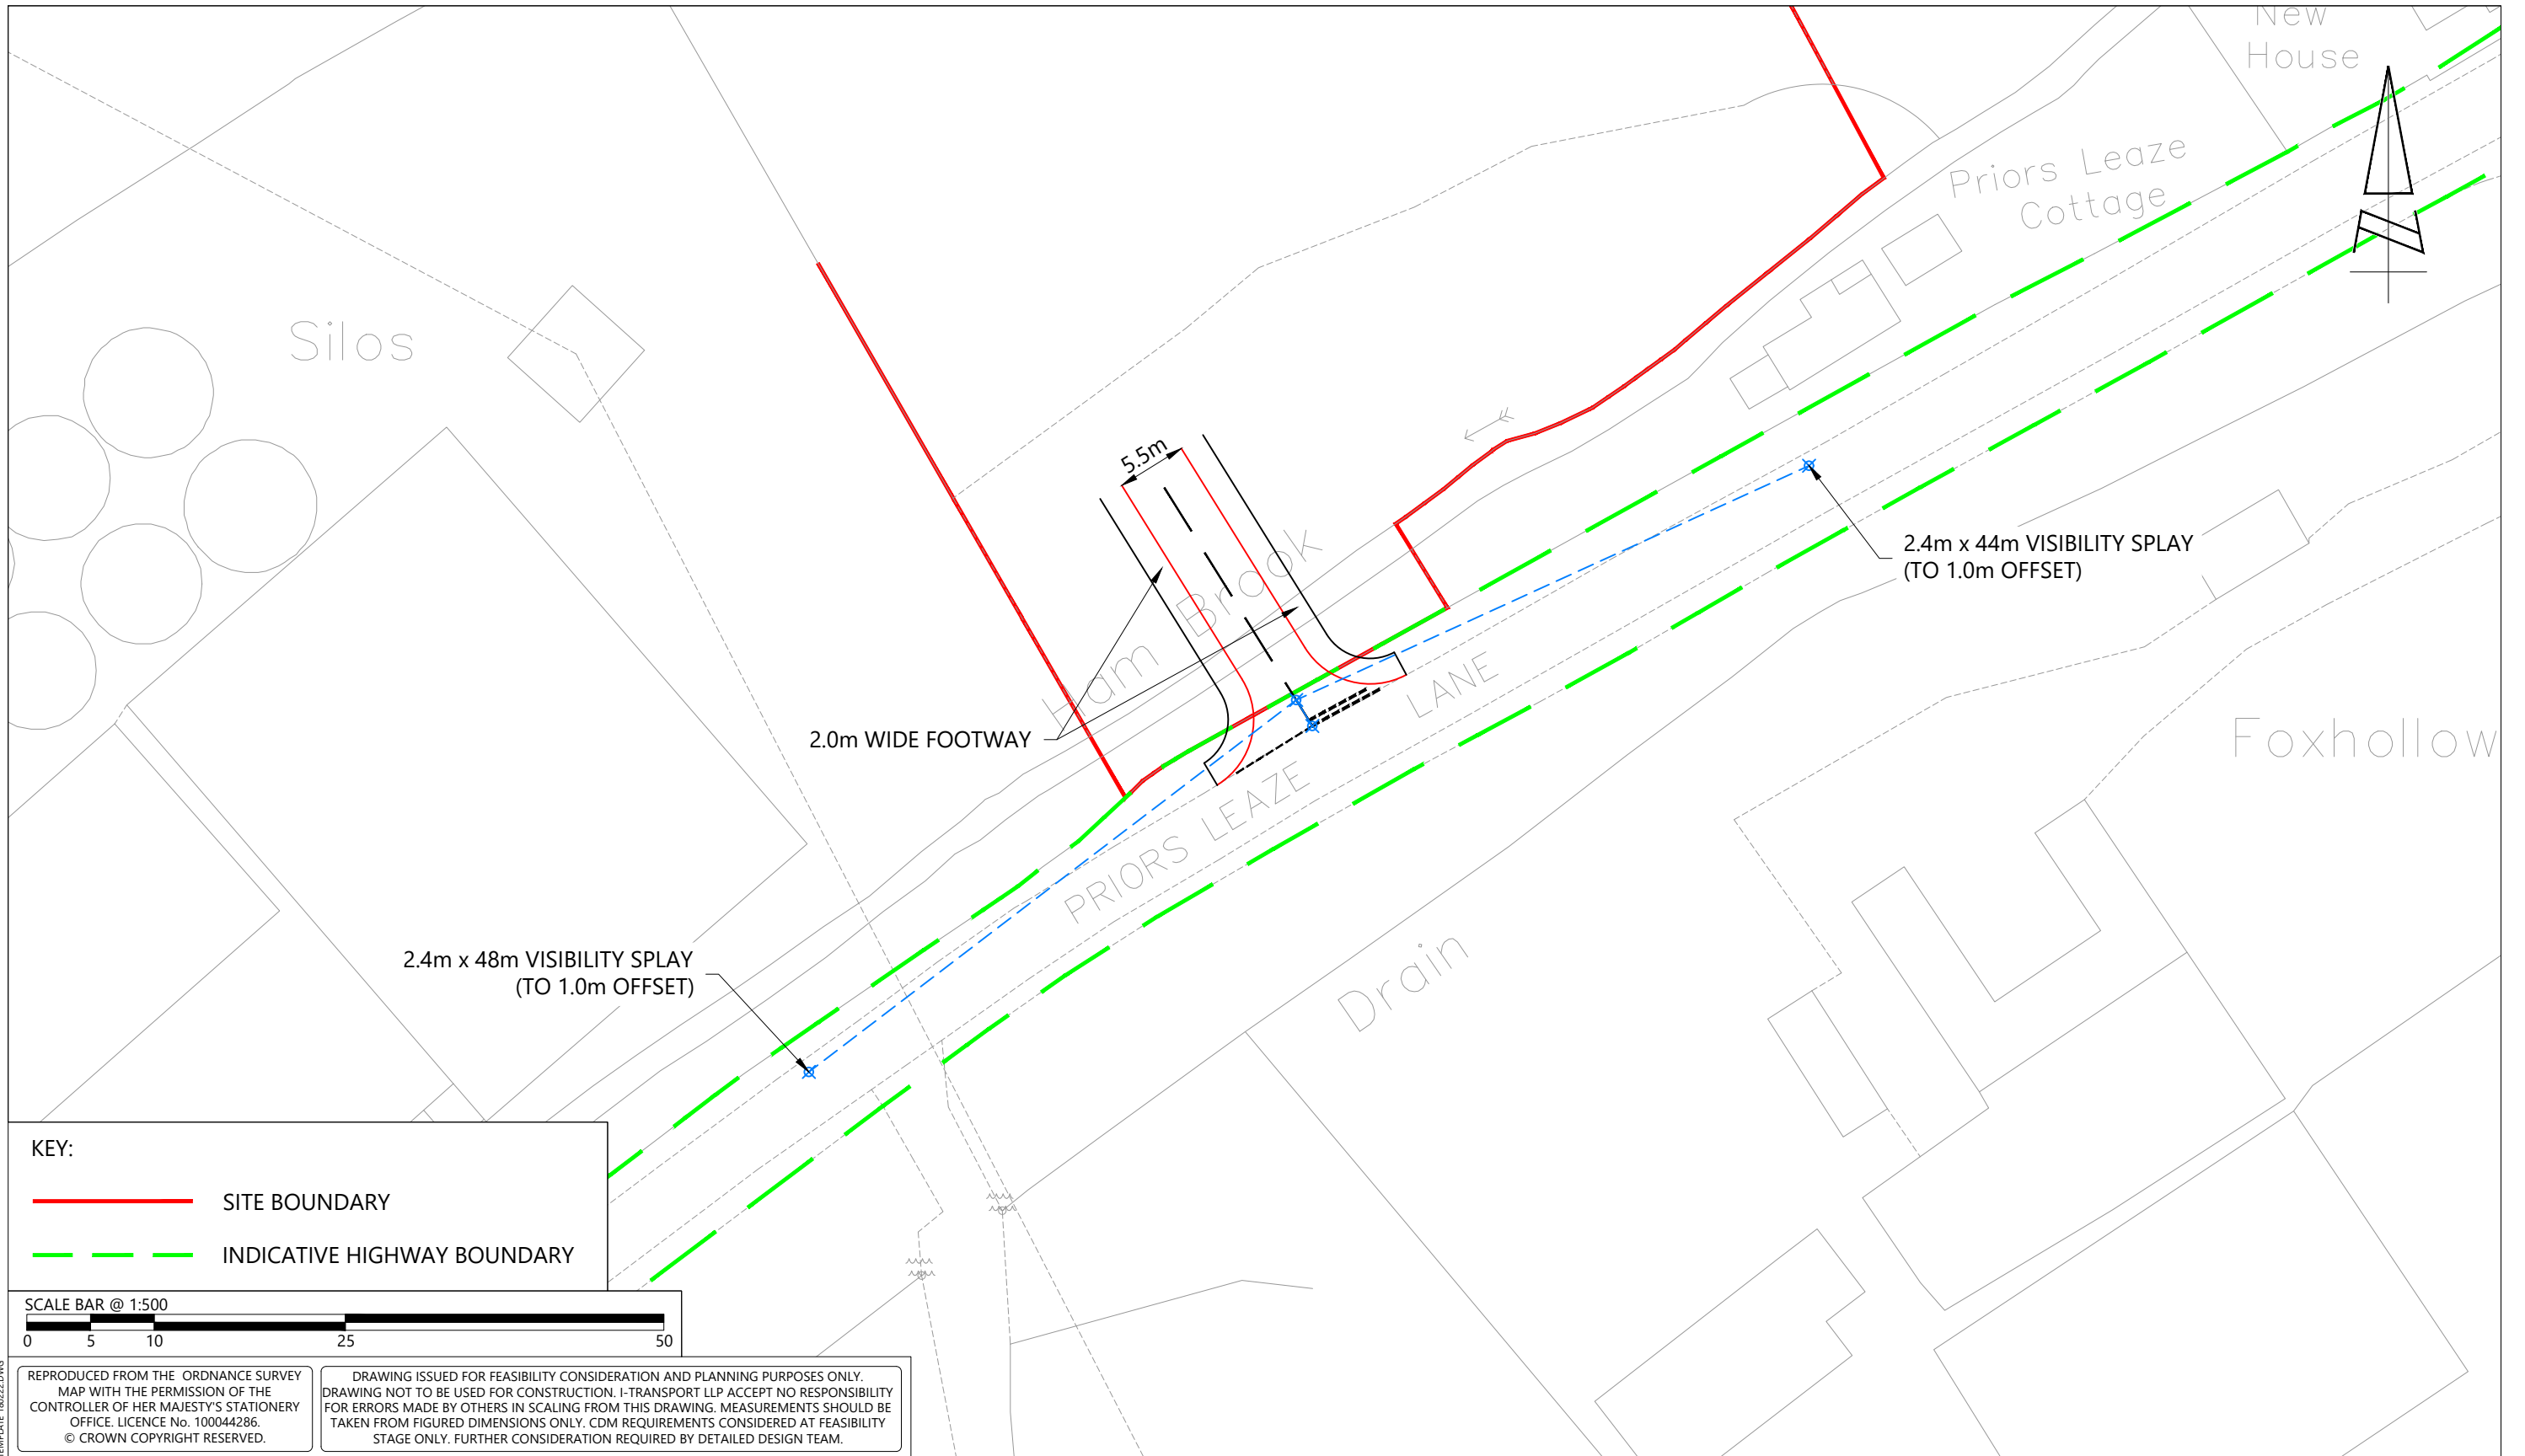 New
House
Priors Leaze
Cottage
Silos
5.5m
Ham Brook
2.4m x 44m VISIBILITY SPLAY
(TO 1.0m OFFSET)
2.0m WIDE FOOTWAY
PRIORS LEAZE LANE
Foxhollow
2.4m x 48m VISIBILITY SPLAY
(TO 1.0m OFFSET)
Drain
N
KEY:
SITE BOUNDARY
INDICATIVE HIGHWAY BOUNDARY
SCALE BAR @ 1:500
0 5 10 25 50
REPRODUCED FROM THE ORDNANCE SURVEY
MAP WITH THE PERMISSION OF THE
CONTROLLER OF HER MAJESTY'S STATIONERY
OFFICE. LICENCE No. 100044286.
© CROWN COPYRIGHT RESERVED.
DRAWING ISSUED FOR FEASIBILITY CONSIDERATION AND PLANNING PURPOSES ONLY.
DRAWING NOT TO BE USED FOR CONSTRUCTION. I-TRANSPORT LLP ACCEPT NO RESPONSIBILITY
FOR ERRORS MADE BY OTHERS IN SCALING FROM THIS DRAWING. MEASUREMENTS SHOULD BE
TAKEN FROM FIGURED DIMENSIONS ONLY. CDM REQUIREMENTS CONSIDERED AT FEASIBILITY
STAGE ONLY. FURTHER CONSIDERATION REQUIRED BY DETAILED DESIGN TEAM.